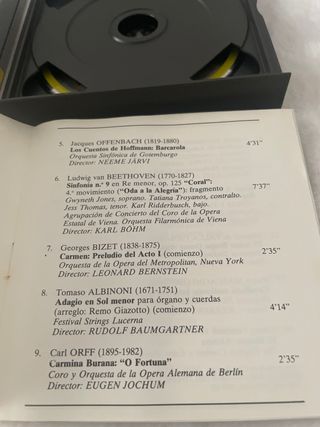 5. Jacques OFFENBACH (1819-1880)
Los Cuentos de Hoffmann: Barcarola 4'31"
Orquesta Sinfónica de Gotemburgo
Director: NEEME JÄRVI
6. Ludwig van BEETHOVEN (1770-1827)
Sinfonía n.º 9 en Re menor, op. 125 "Coral":
4.º movimiento ("Oda a la Alegría"): fragmento 7'37"
Gwyneth Jones, soprano. Tatiana Troyanos, contralto.
Jess Thomas, tenor. Karl Ridderbusch, bajo.
Agrupación de Concierto del Coro de la Opera
Estatal de Viena. Orquesta Filarmónica de Viena
Director: KARL BÖHM
7. Georges BIZET (1838-1875)
Carmen: Preludio del Acto I (comienzo) 2'35"
Orquesta de la Opera del Metropolitan, Nueva York
Director: LEONARD BERNSTEIN
8. Tomaso ALBINONI (1671-1751)
Adagio en Sol menor para órgano y cuerdas
(arreglo: Remo Giazotto) (comienzo) 4'14"
Festival Strings Lucerna
Director: RUDOLF BAUMGARTNER
9. Carl ORFF (1895-1982)
Carmina Burana: "O Fortuna" 2'35"
Coro y Orquesta de la Opera Alemana de Berlín
Director: EUGEN JOCHUM